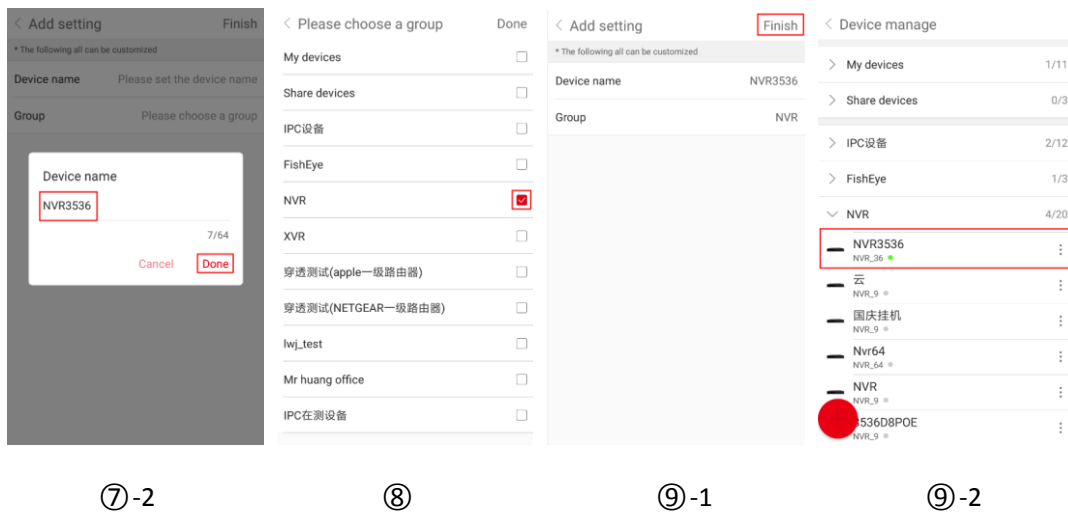 Add setting Finish
* The following all can be customized
Device name Please set the device name
Group Please choose a group
Device name
NVR3536
7/64
Cancel Done
Please choose a group Done
My devices
Share devices
IPC设备
FishEye
NVR
XVR
穿透测试(apple一级路由器)
穿透测试(NETGEAR一级路由器)
lwj_test
Mr huang office
IPC在测设备
Add setting Finish
* The following all can be customized
Device name NVR3536
Group NVR
Device manage
My devices 1/11
Share devices 0/3
IPC设备 2/12
FishEye 1/3
NVR 4/20
NVR3536
NVR_36
云
NVR_9
国庆挂机
NVR_9
Nvr64
NVR_64
NVR
NVR_9
3536D8POE
NVR_9
⑦-2
⑧
⑨-1
⑨-2